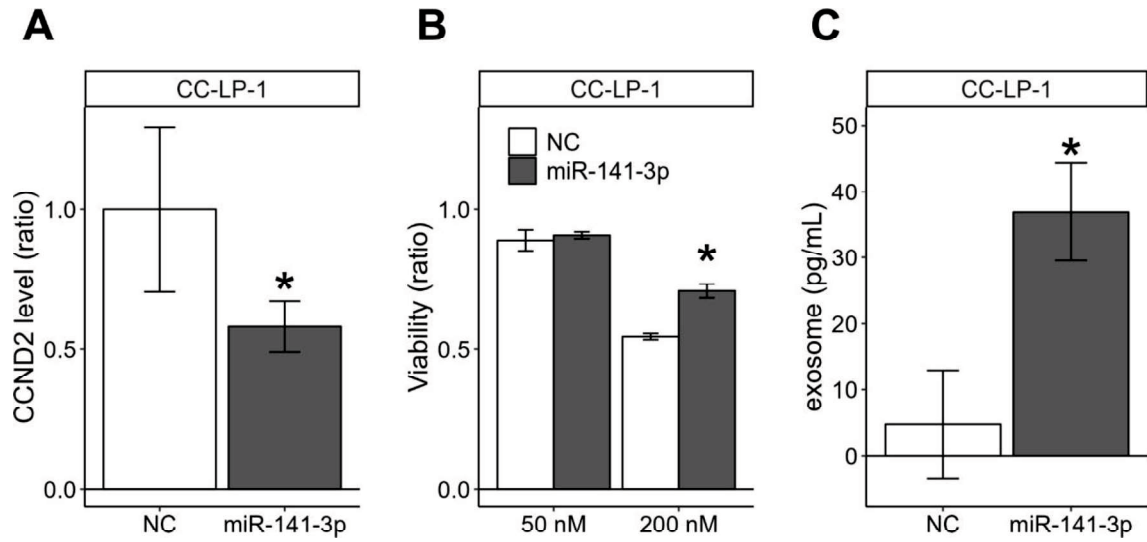 A
CC-LP-1
CCND2 level (ratio)
1.0
0.5
0.0
*
NC
miR-141-3p
B
CC-LP-1
NC
miR-141-3p
Viability (ratio)
1.0
0.5
0.0
*
50 nM
200 nM
C
CC-LP-1
exosome (pg/mL)
50
40
30
20
10
0
*
NC
miR-141-3p